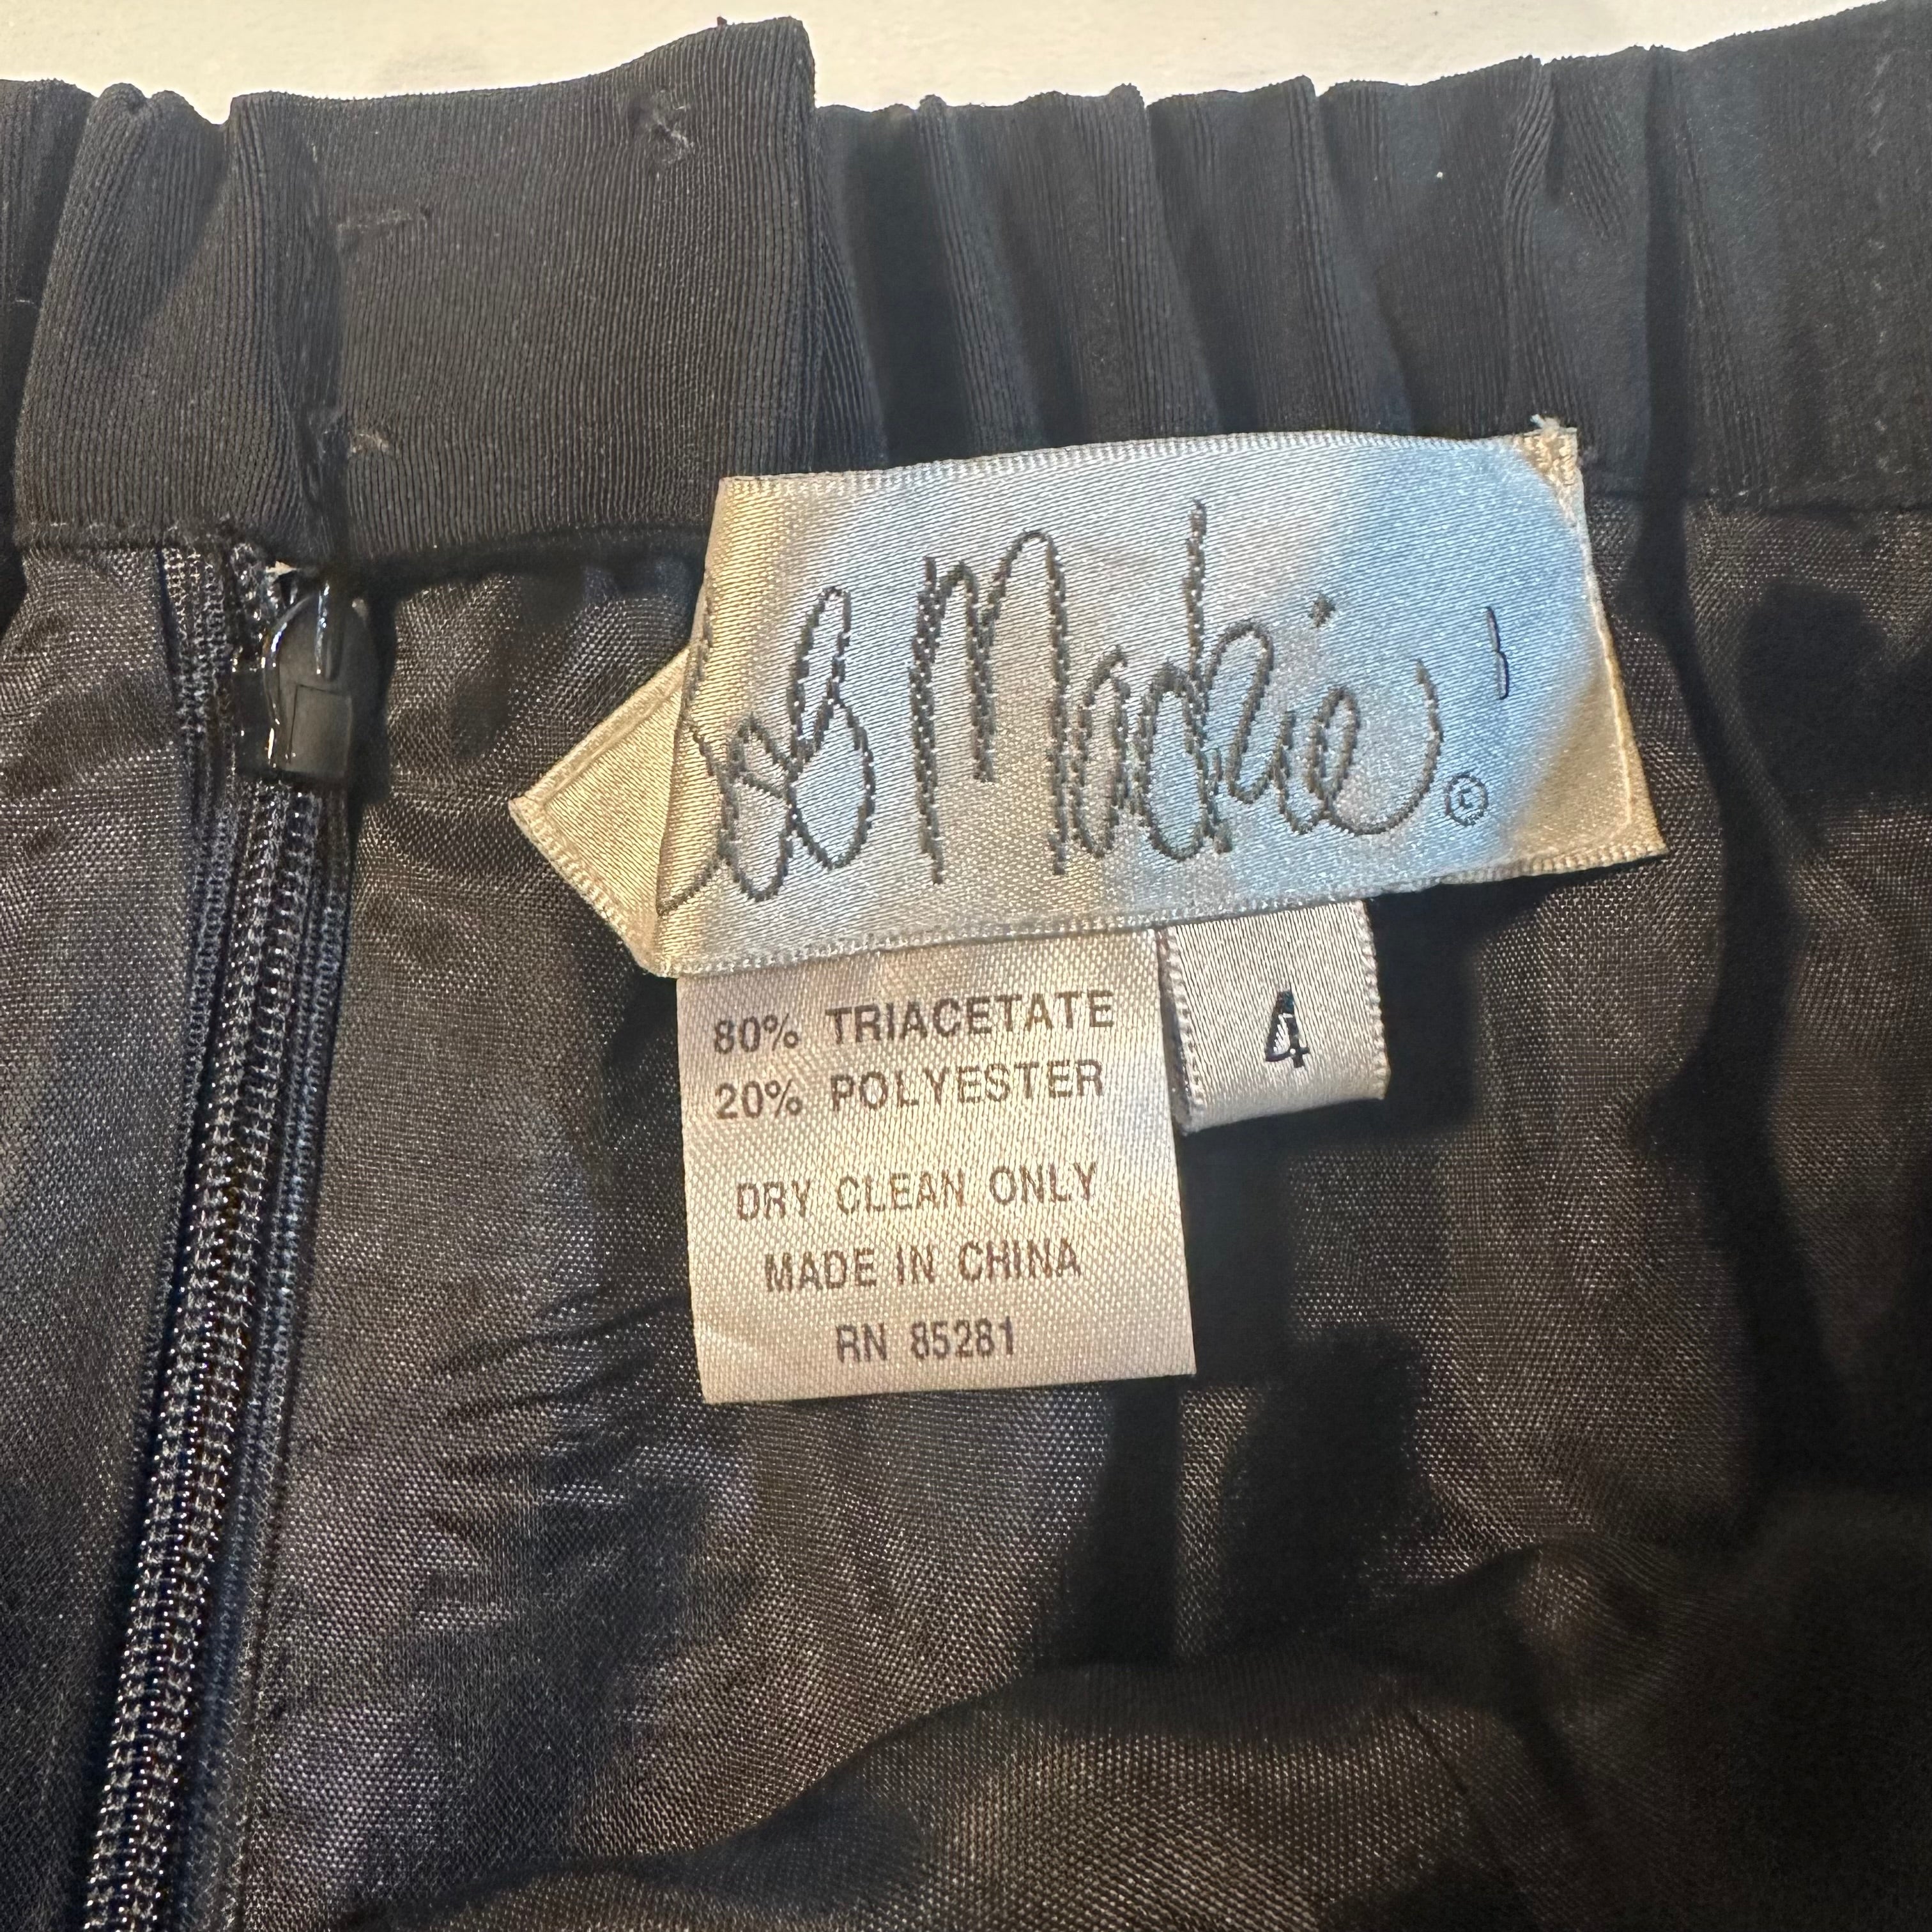 Bob Mackie ©
4
80% TRIACETATE
20% POLYESTER
DRY CLEAN ONLY
MADE IN CHINA
RN 85281